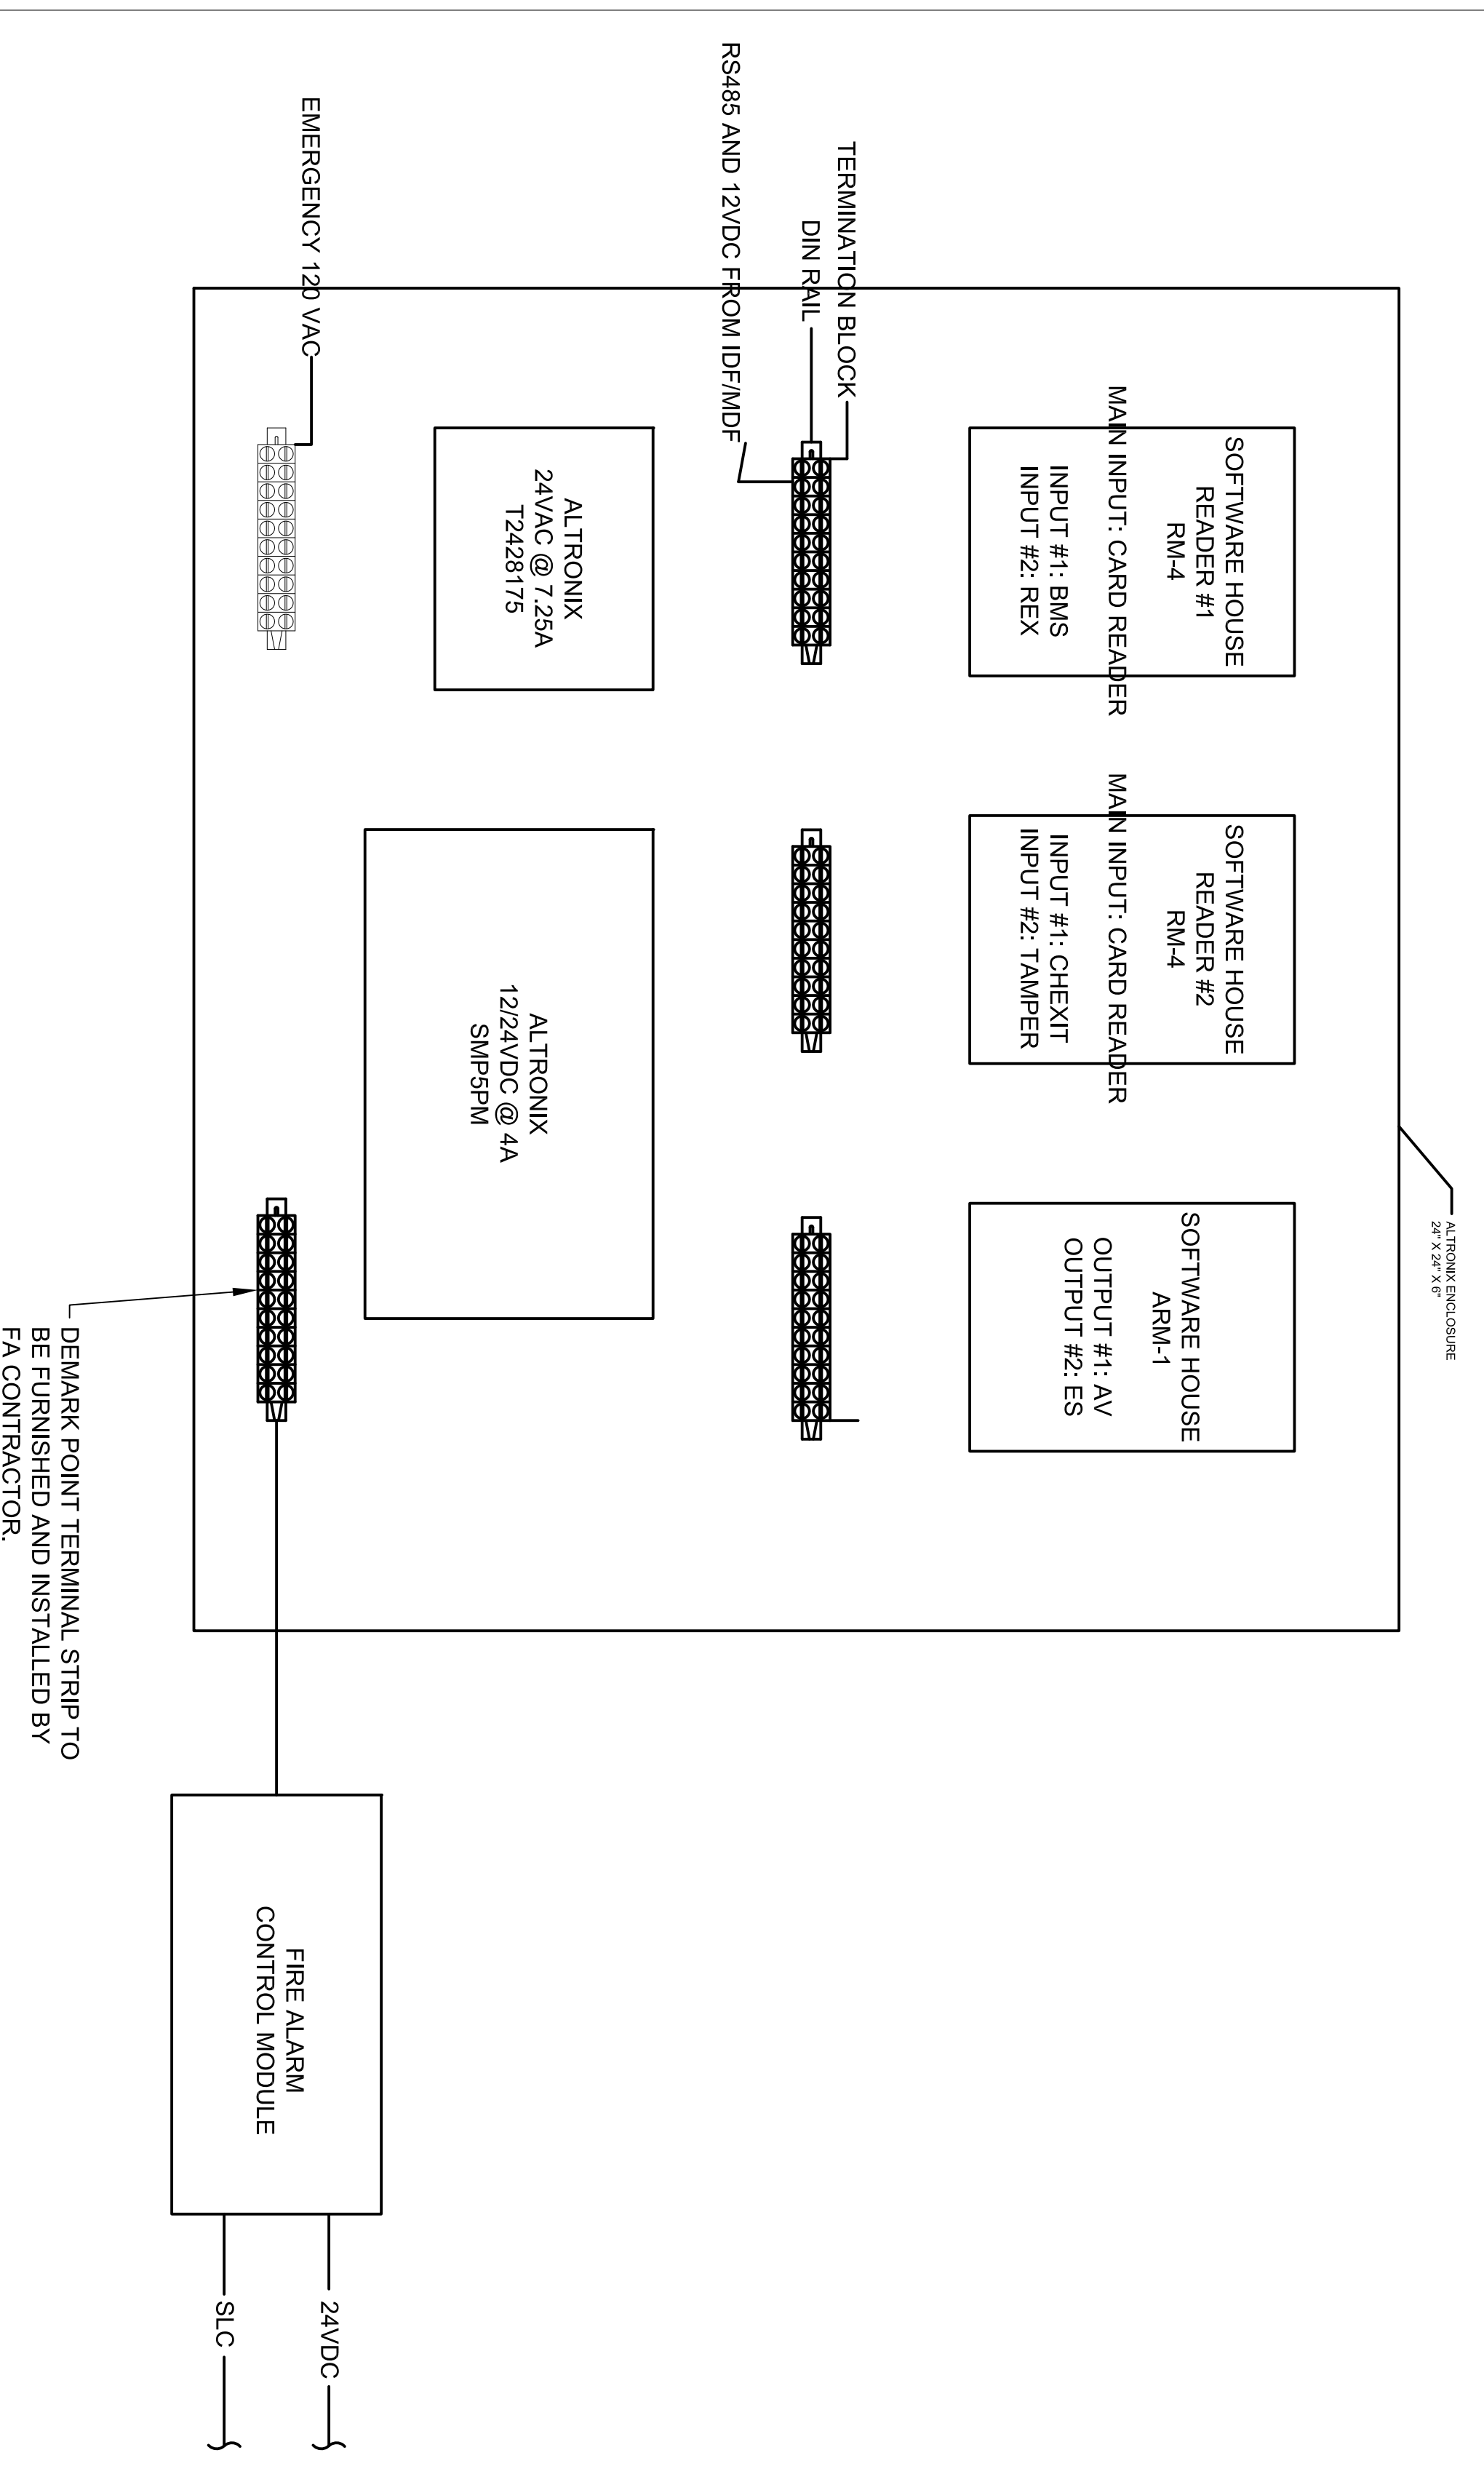 ALTRONIX ENCLOSURE
24" X 24" X 6"
SOFTWARE HOUSE
READER #1
RM-4
MAIN INPUT: CARD READER
INPUT #1: BMS
INPUT #2: REX
SOFTWARE HOUSE
READER #2
RM-4
MAIN INPUT: CARD READER
INPUT #1: CHEXIT
INPUT #2: TAMPER
SOFTWARE HOUSE
ARM-1
OUTPUT #1: AV
OUTPUT #2: ES
TERMINATION BLOCK
DIN RAIL
RS485 AND 12VDC FROM IDF/MDF
ALTRONIX
24VAC @ 7.25A
T2428175
ALTRONIX
12/24VDC @ 4A
SMP5PM
EMERGENCY 120 VAC
FIRE ALARM
CONTROL MODULE
24VDC
SLC
DEMARK POINT TERMINAL STRIP TO
BE FURNISHED AND INSTALLED BY
FA CONTRACTOR.